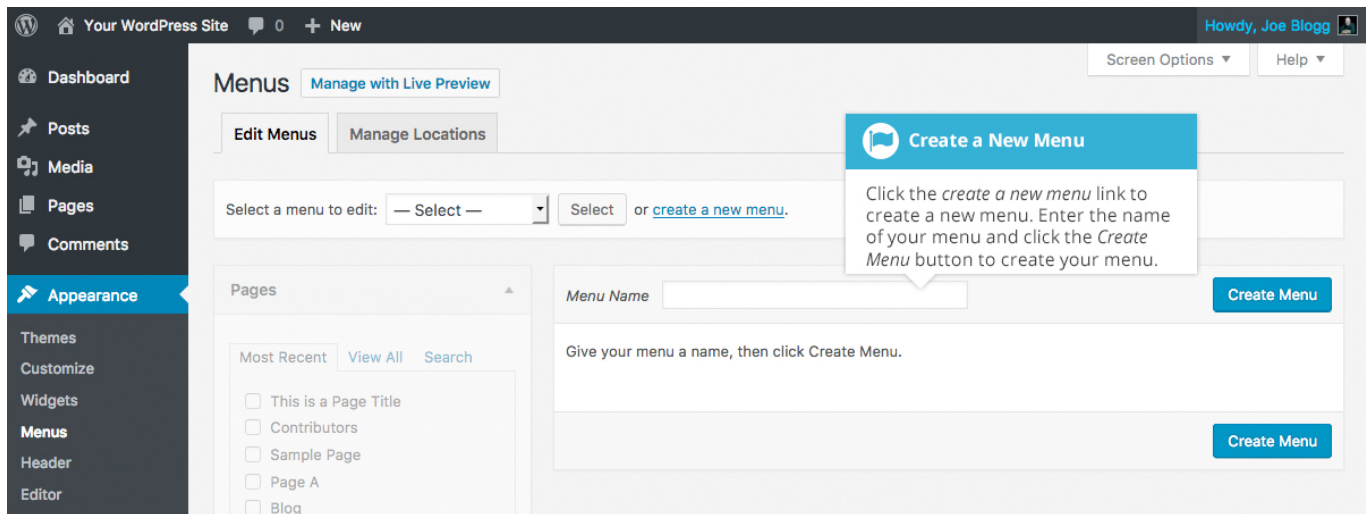 Your WordPress Site 0 + New Howdy, Joe Blogg
Screen Options ▼ Help ▼
Dashboard
Posts
Media
Pages
Comments
Appearance
Themes
Customize
Widgets
Menus
Header
Editor
Menus Manage with Live Preview
Edit Menus Manage Locations
Select a menu to edit: — Select — Select or create a new menu.
Create a New Menu
Click the create a new menu link to
create a new menu. Enter the name
of your menu and click the Create
Menu button to create your menu.
Pages
Most Recent View All Search
This is a Page Title
Contributors
Sample Page
Page A
Blog
Menu Name Create Menu
Give your menu a name, then click Create Menu.
Create Menu